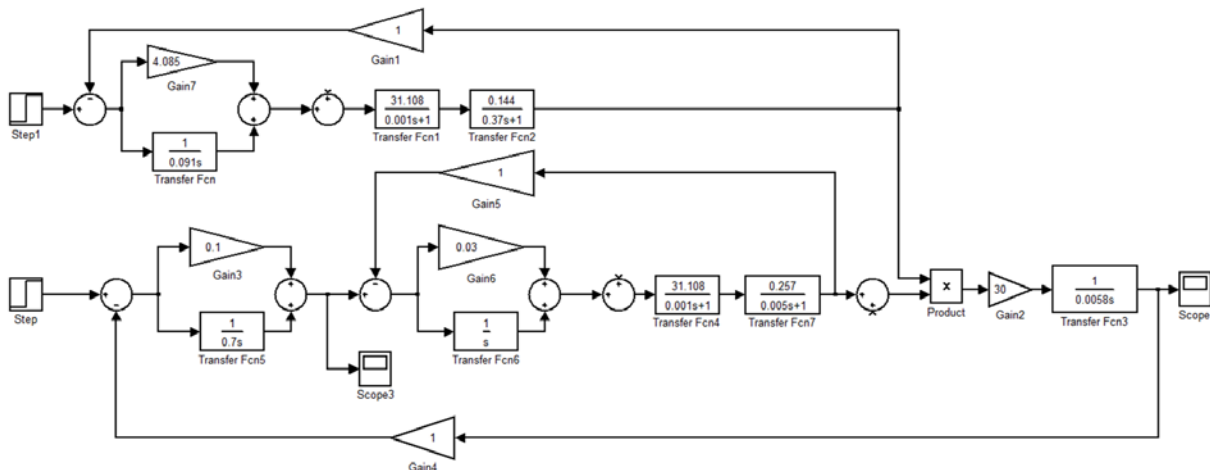 1
Gain1
4.085
Gain7
Step1
31.108
0.001s+1
Transfer Fcn1
0.144
0.37s+1
Transfer Fcn2
1
0.091s
Transfer Fcn
1
Gain5
0.1
Gain3
0.03
Gain6
Step
1
0.7s
Transfer Fcn5
1
s
Transfer Fcn6
31.108
0.001s+1
Transfer Fcn4
0.257
0.005s+1
Transfer Fcn7
x
Product
30
Gain2
1
0.0058s
Transfer Fcn3
Scope
Scope3
1
Gain4